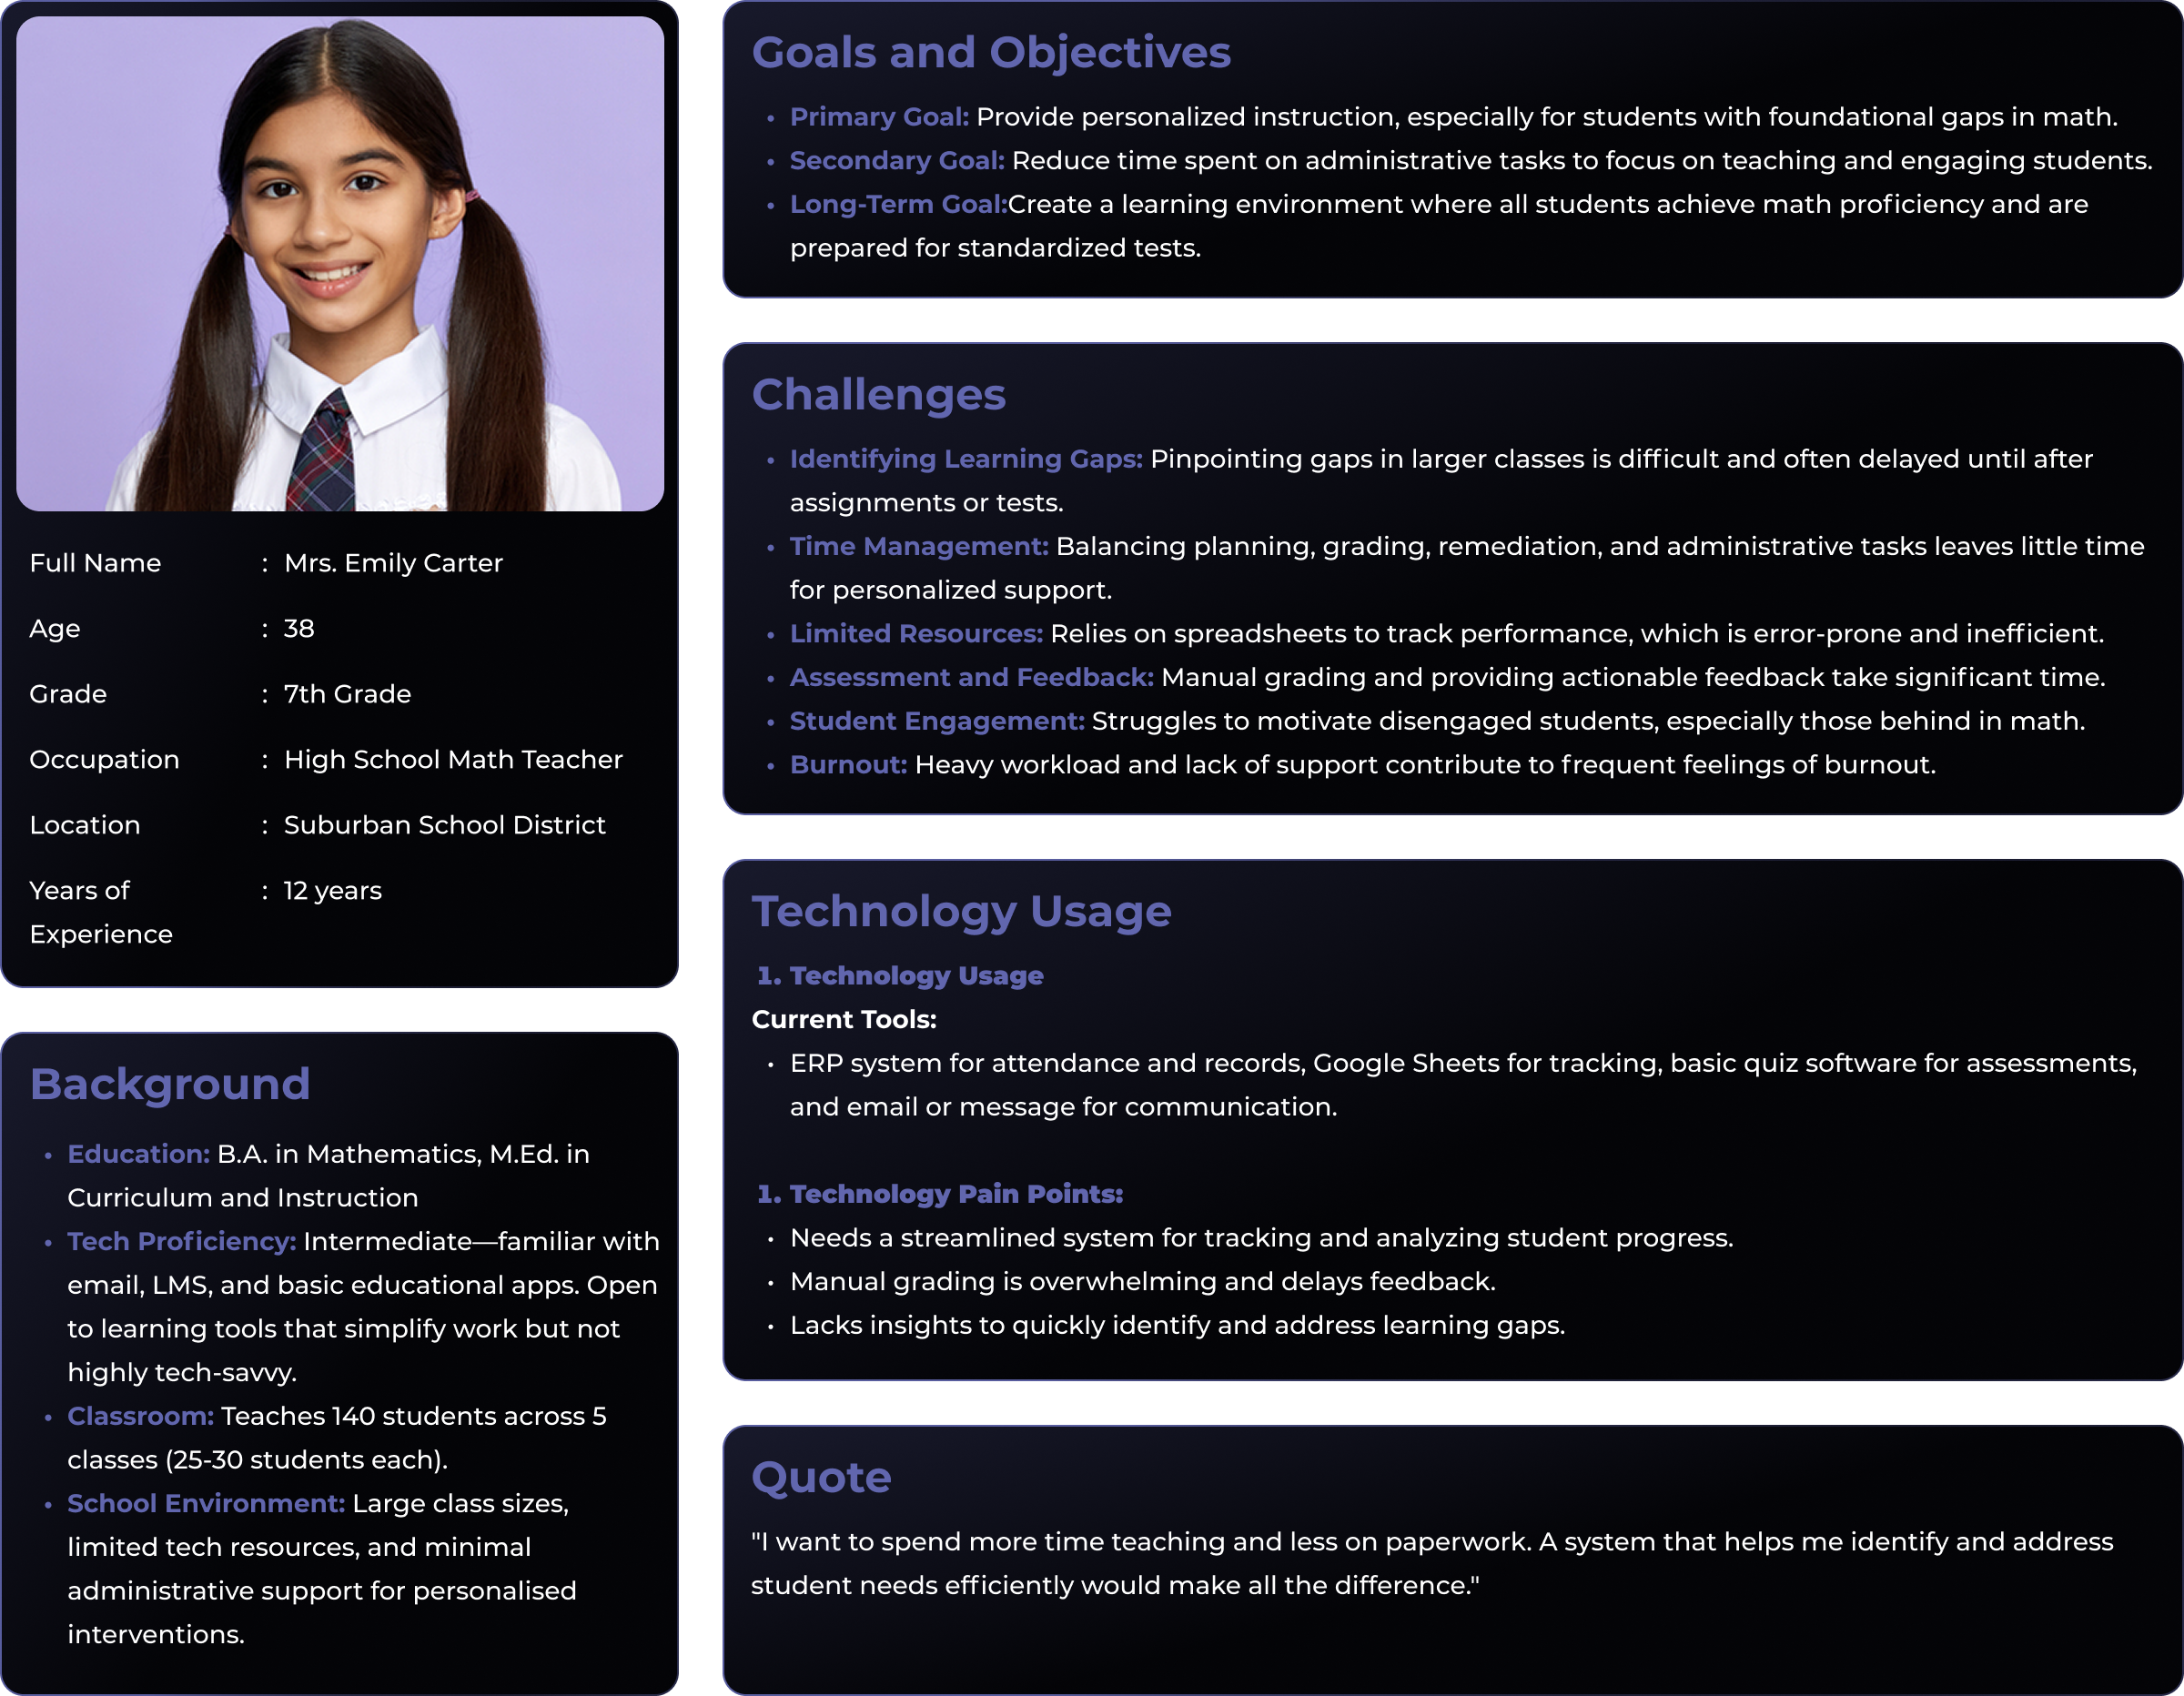 Full Name : Mrs. Emily Carter
Age : 38
Grade : 7th Grade
Occupation : High School Math Teacher
Location : Suburban School District
Years of : 12 years
Experience
Background
• Education: B.A. in Mathematics, M.Ed. in
Curriculum and Instruction
• Tech Proficiency: Intermediate—familiar with
email, LMS, and basic educational apps. Open
to learning tools that simplify work but not
highly tech-savvy.
• Classroom: Teaches 140 students across 5
classes (25-30 students each).
• School Environment: Large class sizes,
limited tech resources, and minimal
administrative support for personalised
interventions.
Goals and Objectives
• Primary Goal: Provide personalized instruction, especially for students with foundational gaps in math.
• Secondary Goal: Reduce time spent on administrative tasks to focus on teaching and engaging students.
• Long-Term Goal:Create a learning environment where all students achieve math proficiency and are
prepared for standardized tests.
Challenges
• Identifying Learning Gaps: Pinpointing gaps in larger classes is difficult and often delayed until after
assignments or tests.
• Time Management: Balancing planning, grading, remediation, and administrative tasks leaves little time
for personalized support.
• Limited Resources: Relies on spreadsheets to track performance, which is error-prone and inefficient.
• Assessment and Feedback: Manual grading and providing actionable feedback take significant time.
• Student Engagement: Struggles to motivate disengaged students, especially those behind in math.
• Burnout: Heavy workload and lack of support contribute to frequent feelings of burnout.
Technology Usage
1. Technology Usage
Current Tools:
• ERP system for attendance and records, Google Sheets for tracking, basic quiz software for assessments,
and email or message for communication.
1. Technology Pain Points:
• Needs a streamlined system for tracking and analyzing student progress.
• Manual grading is overwhelming and delays feedback.
• Lacks insights to quickly identify and address learning gaps.
Quote
"I want to spend more time teaching and less on paperwork. A system that helps me identify and address
student needs efficiently would make all the difference."